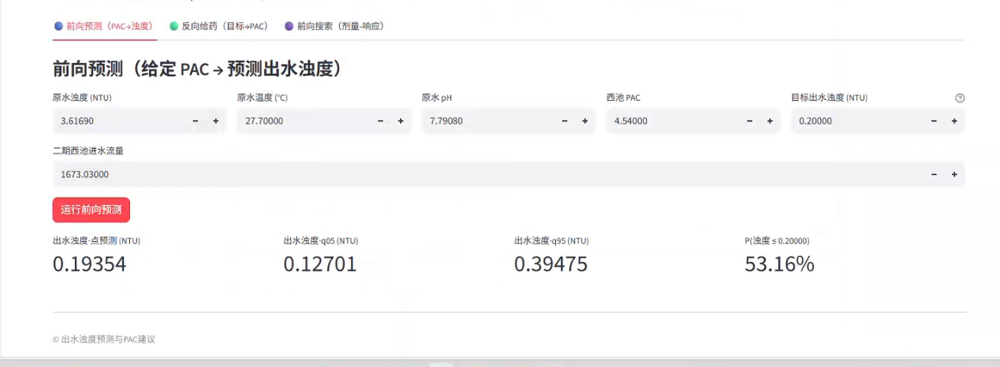 前向预测（PAC→浊度） 反向给药（目标→PAC） 前向搜索（剂量-响应）
前向预测（给定 PAC → 预测出水浊度）
原水浊度 (NTU) 原水温度 (°C) 原水 pH 西池 PAC 目标出水浊度 (NTU)
3.61690 − + 27.70000 − + 7.79080 − + 4.54000 − + 0.20000 − +
二期西池进水流量
1673.03000 − +
运行前向预测
出水浊度·点预测 (NTU) 出水浊度·q05 (NTU) 出水浊度·q95 (NTU) P(浊度 ≤ 0.20000)
0.19354 0.12701 0.39475 53.16%
© 出水浊度预测与PAC建议